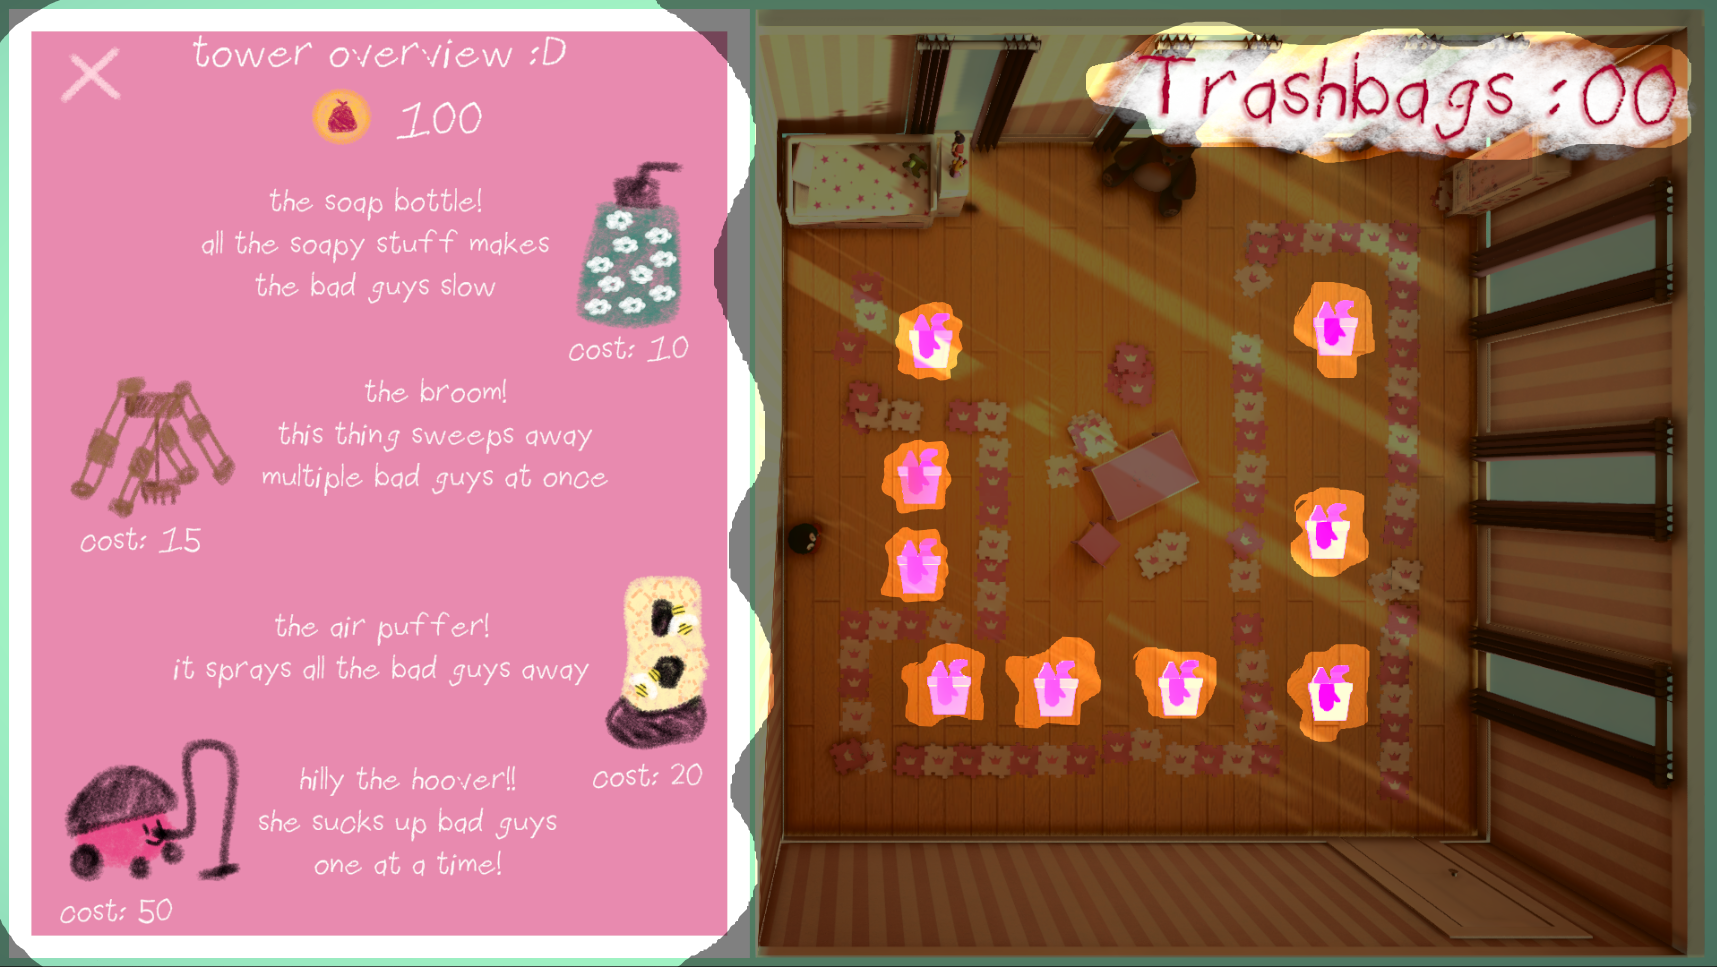 tower overview :D
100
the soap bottle!
all the soapy stuff makes
the bad guys slow
cost: 10
the broom!
this thing sweeps away
multiple bad guys at once
cost: 15
the air puffer!
it sprays all the bad guys away
cost: 20
hilly the hoover!!
she sucks up bad guys
one at a time!
cost: 50
Trashbags :00